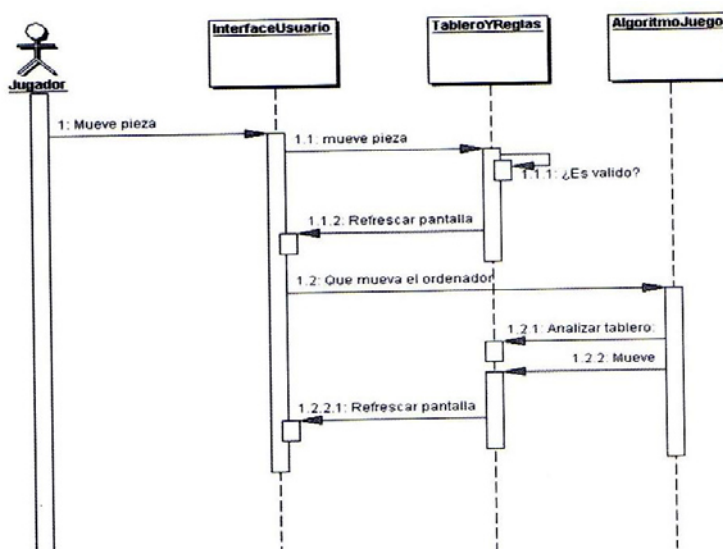 InterfaceUsuario
TableroYReglas
AlgoritmoJuego
Jugador
1: Mueve pieza
1.1: mueve pieza
1.1.1: ¿Es valido?
1.1.2: Refrescar pantalla
1.2: Que mueva el ordenador
1.2.1: Analizar tablero:
1.2.2: Mueve
1.2.2.1: Refrescar pantalla